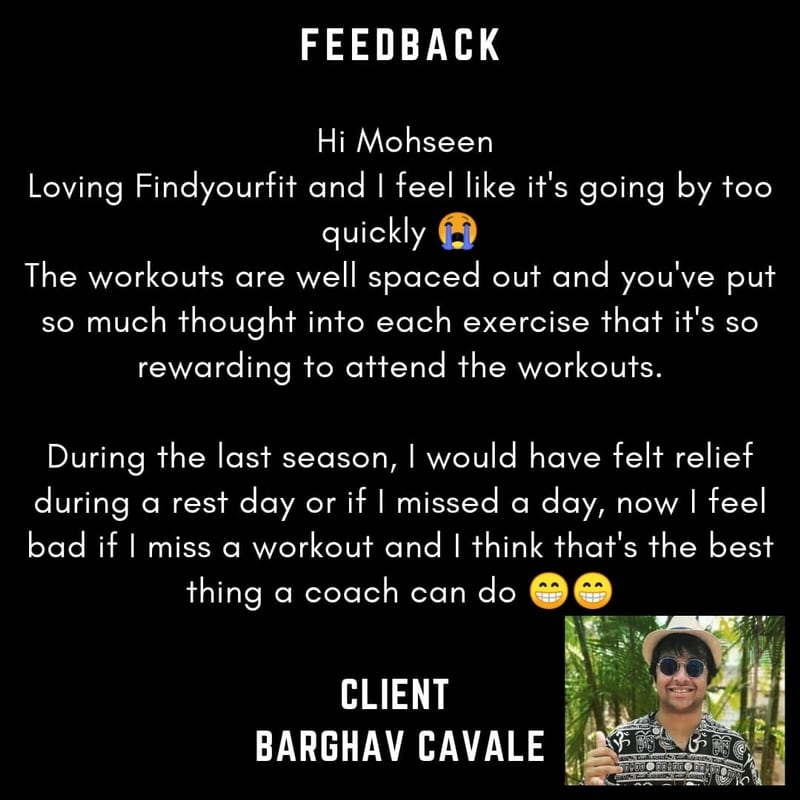 FEEDBACK
Hi Mohseen
Loving Findyourfit and I feel like it's going by too
quickly 😭
The workouts are well spaced out and you've put
so much thought into each exercise that it's so
rewarding to attend the workouts.
During the last season, I would have felt relief
during a rest day or if I missed a day, now I feel
bad if I miss a workout and I think that's the best
thing a coach can do 😁😁
CLIENT
BARGHAV CAVALE